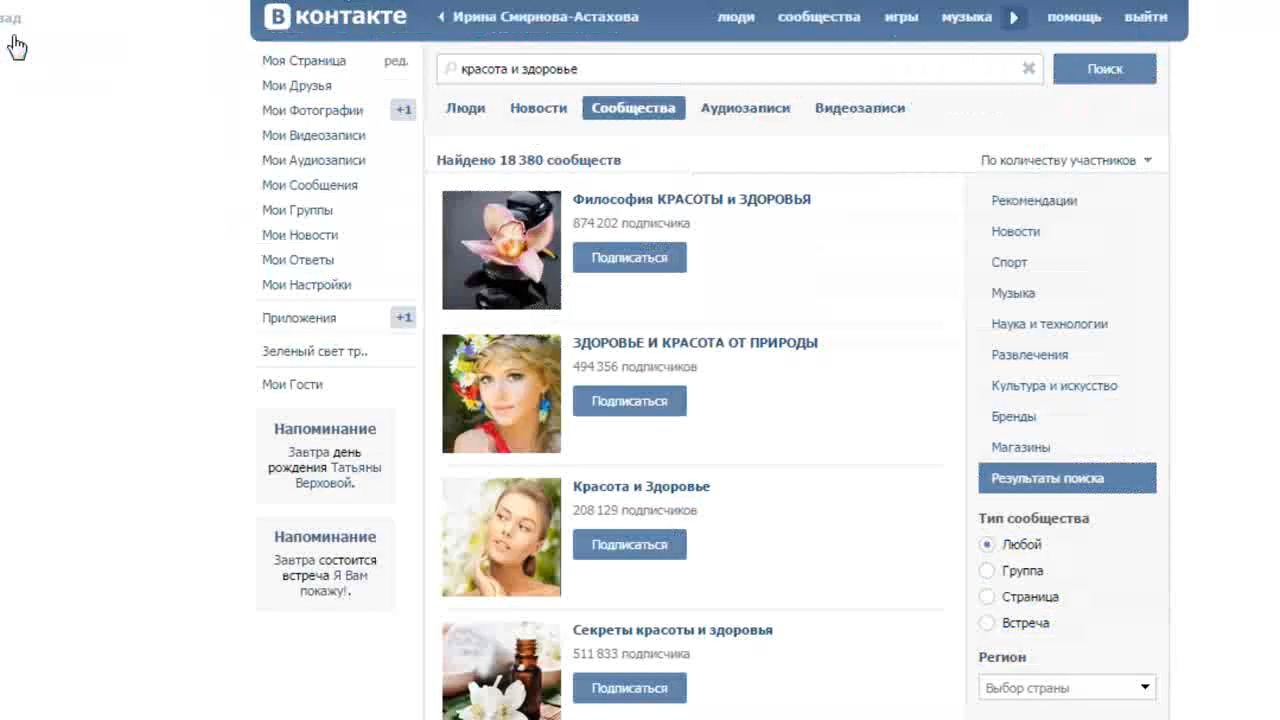 В контакте
Ирина Смирнова-Астахова
люди
сообщества
игры
музыка
помощь
выйти
Моя Страница
ред.
Мои Друзья
Мои Фотографии
+1
Мои Видеозаписи
Мои Аудиозаписи
Мои Сообщения
Мои Группы
Мои Новости
Мои Ответы
Мои Настройки
Приложения
+1
Зеленый свет тр..
Мои Гости
Напоминание
Завтра день
рождения Татьяны
Верховой.
Напоминание
Завтра состоится
встреча Я Вам
покажу!.
красота и здоровье
Поиск
Люди
Новости
Сообщества
Аудиозаписи
Видеозаписи
Найдено 18 380 сообществ
По количеству участников
Философия КРАСОТЫ и ЗДОРОВЬЯ
874 202 подписчика
Подписаться
ЗДОРОВЬЕ И КРАСОТА ОТ ПРИРОДЫ
494 356 подписчиков
Подписаться
Красота и Здоровье
208 129 подписчиков
Подписаться
Секреты красоты и здоровья
511 833 подписчика
Подписаться
Рекомендации
Новости
Спорт
Музыка
Наука и технологии
Развлечения
Культура и искусство
Бренды
Магазины
Результаты поиска
Тип сообщества
Любой
Группа
Страница
Встреча
Регион
Выбор страны